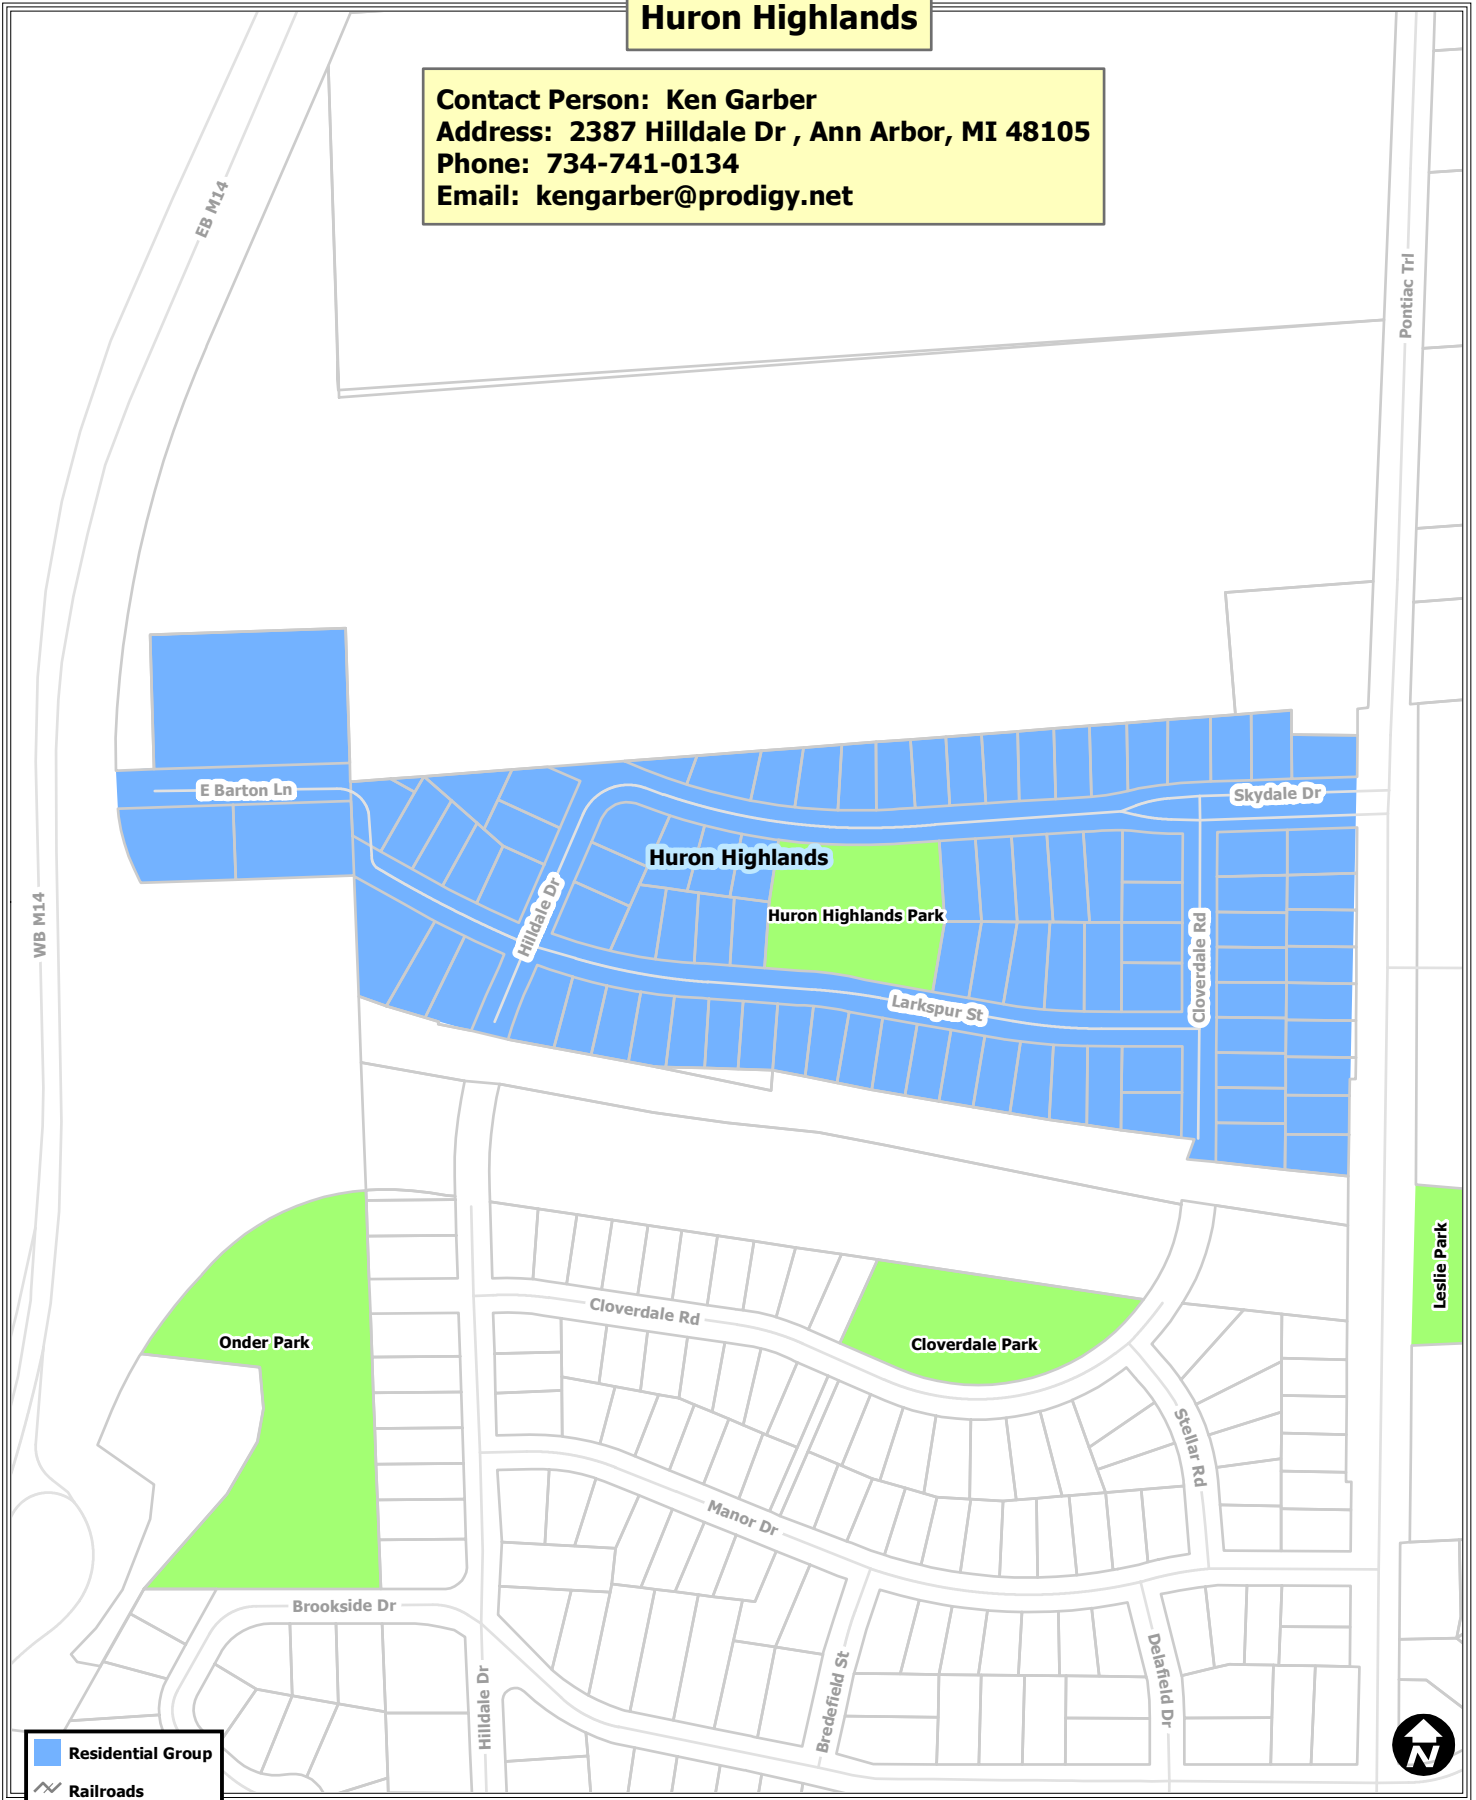 Huron Highlands
Contact Person:  Ken Garber
Address:  2387 Hilldale Dr , Ann Arbor, MI 48105
Phone:  734-741-0134
Email:  kengarber@prodigy.net
EB M14
Pontiac Trl
E Barton Ln
Skydale Dr
Huron Highlands
Hilldale Dr
Huron Highlands Park
WB M14
Cloverdale Rd
Larkspur St
Leslie Park
Cloverdale Rd
Onder Park
Cloverdale Park
Stellar Rd
Manor Dr
Brookside Dr
Hilldale Dr
Bredefield St
Delafield Dr
Residential Group
Railroads
N